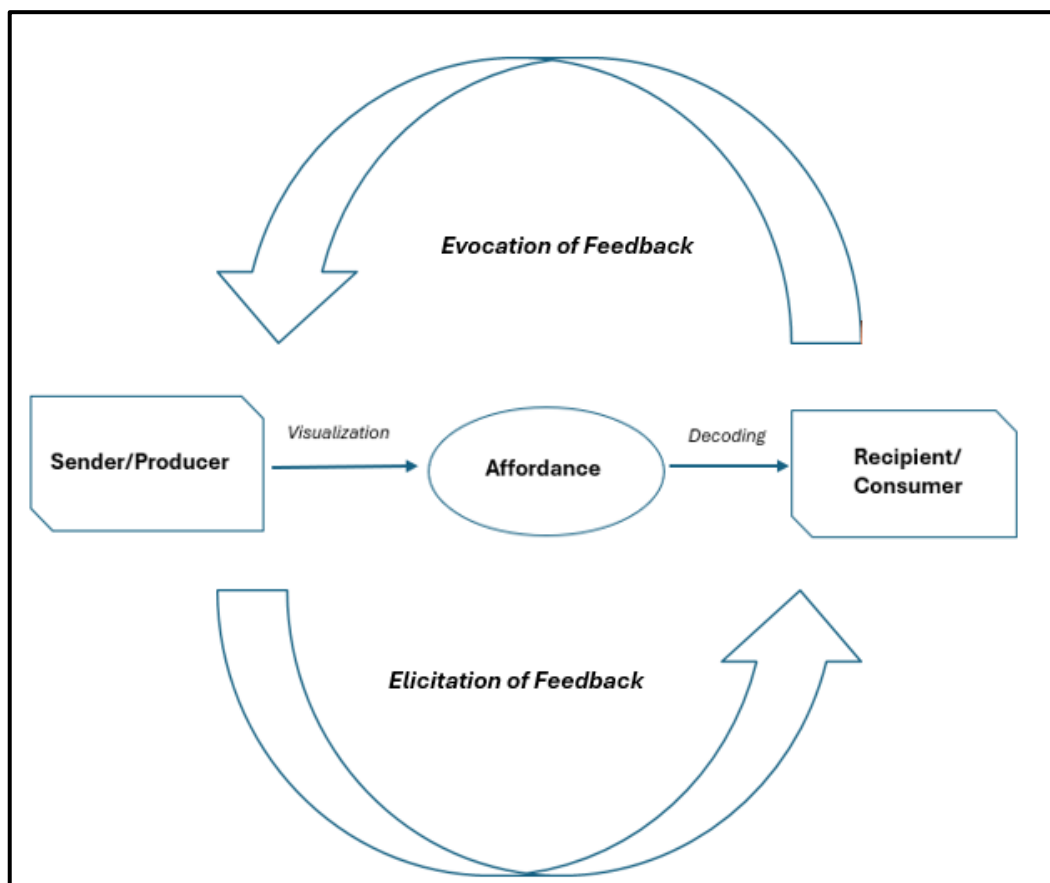 Evocation of Feedback
Visualization
Decoding
Sender/Producer
Affordance
Recipient/
Consumer
Elicitation of Feedback